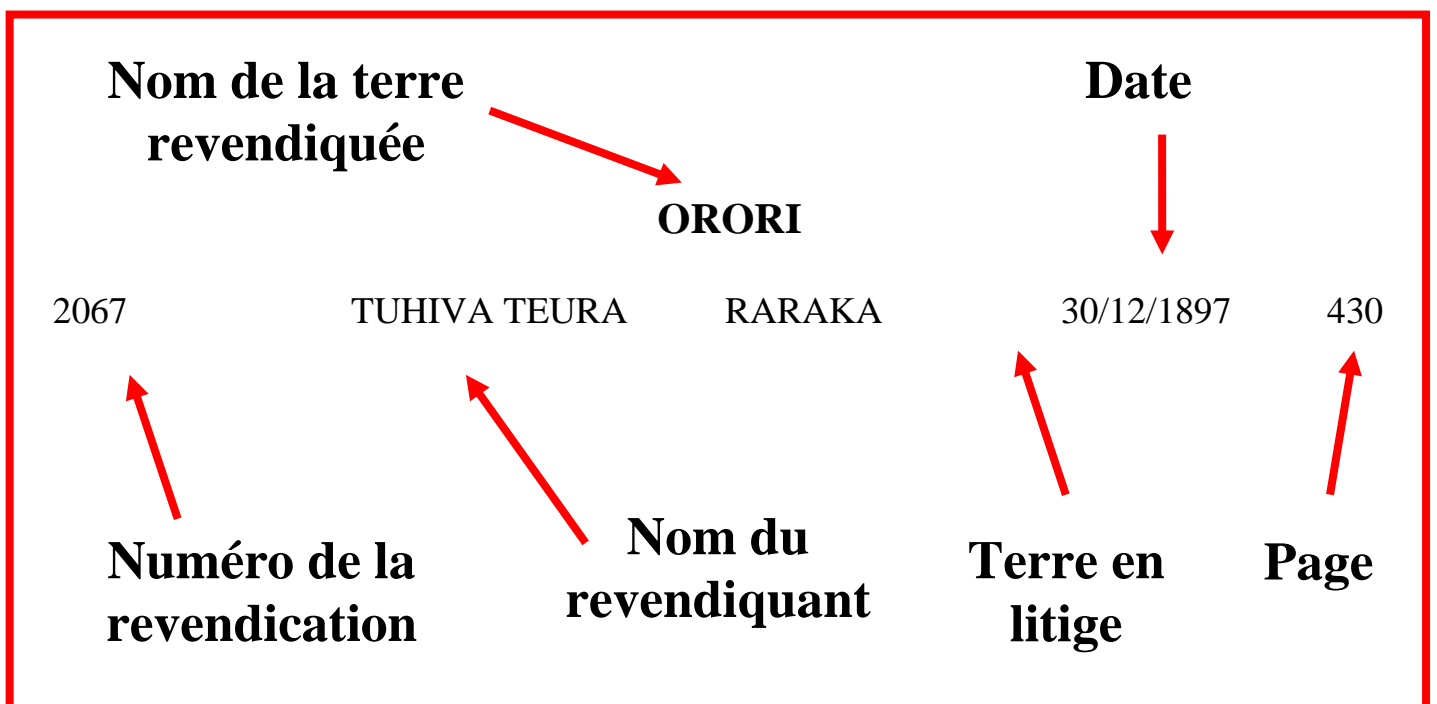 Nom de la terre
revendiquée
Date
ORORI
2067 TUHIVA TEURA RARAKA 30/12/1897 430
Numéro de la
revendication
Nom du
revendiquant
Terre en
litige
Page